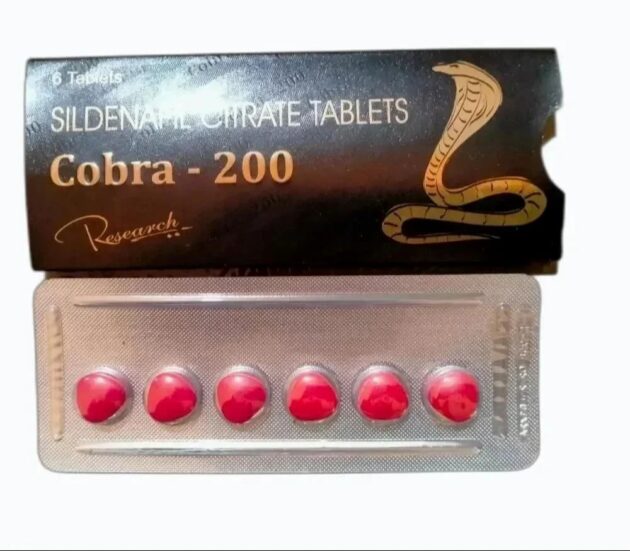 6 Tablets
SILDENAFIL CITRATE TABLETS
Cobra - 200
Research